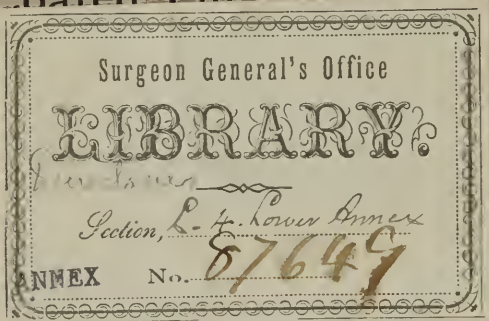 Surgeon General's Office
LIBRARY.
Section, L. 4. Lower Annex
ANNEX No. 87649